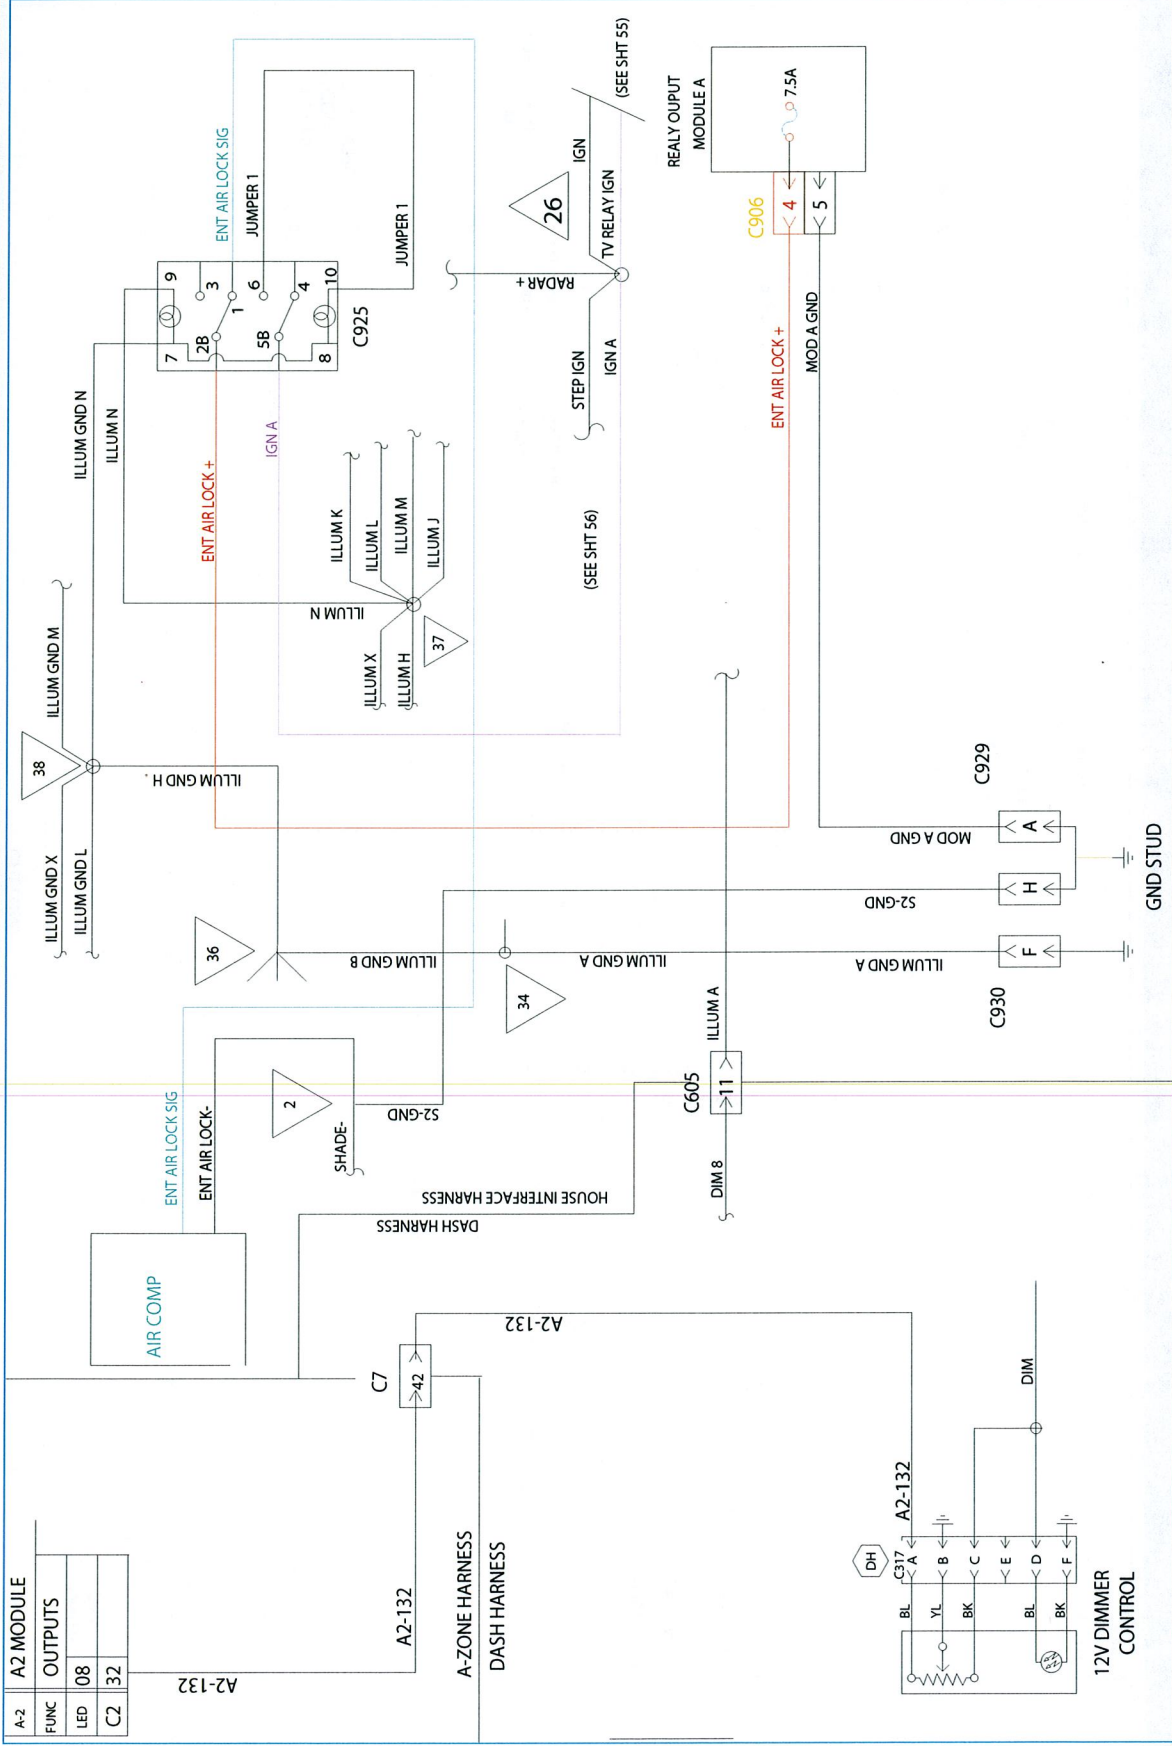 A-2
A2 MODULE
FUNC
OUTPUTS
LED
08
C2
32
A2-132
A2-132
A-ZONE HARNESS
DASH HARNESS
C7
42
A2-132
A2-132
DH
C317
A
B
C
E
D
F
BL
YL
BK
BL
BK
DIM
12V DIMMER
CONTROL
AIR COMP
ENT AIR LOCK SIG
ENT AIR LOCK-
2
SHADE-
S2-GND
DASH HARNESS
HOUSE INTERFACE HARNESS
DIM 8
C605
11
ILLUM A
36
ILLUM GND B
34
ILLUM GND A
ILLUM GND A
S2-GND
MOD A GND
C930
F
H
A
C929
GND STUD
ILLUM GND X
ILLUM GND L
38
ILLUM GND M
ILLUM GND H
ILLUM GND N
ILLUM N
ENT AIR LOCK +
IGN A
ILLUM N
ILLUM X
ILLUM H
37
ILLUM K
ILLUM L
ILLUM M
ILLUM J
7
9
2B
1
3
5B
6
4
8
10
C925
ENT AIR LOCK SIG
JUMPER 1
JUMPER 1
RADAR +
26
IGN
TV RELAY IGN
(SEE SHT 55)
STEP IGN
IGN A
(SEE SHT 56)
ENT AIR LOCK +
MOD A GND
REALY OUPUT
MODULE A
C906
4
5
7.5A